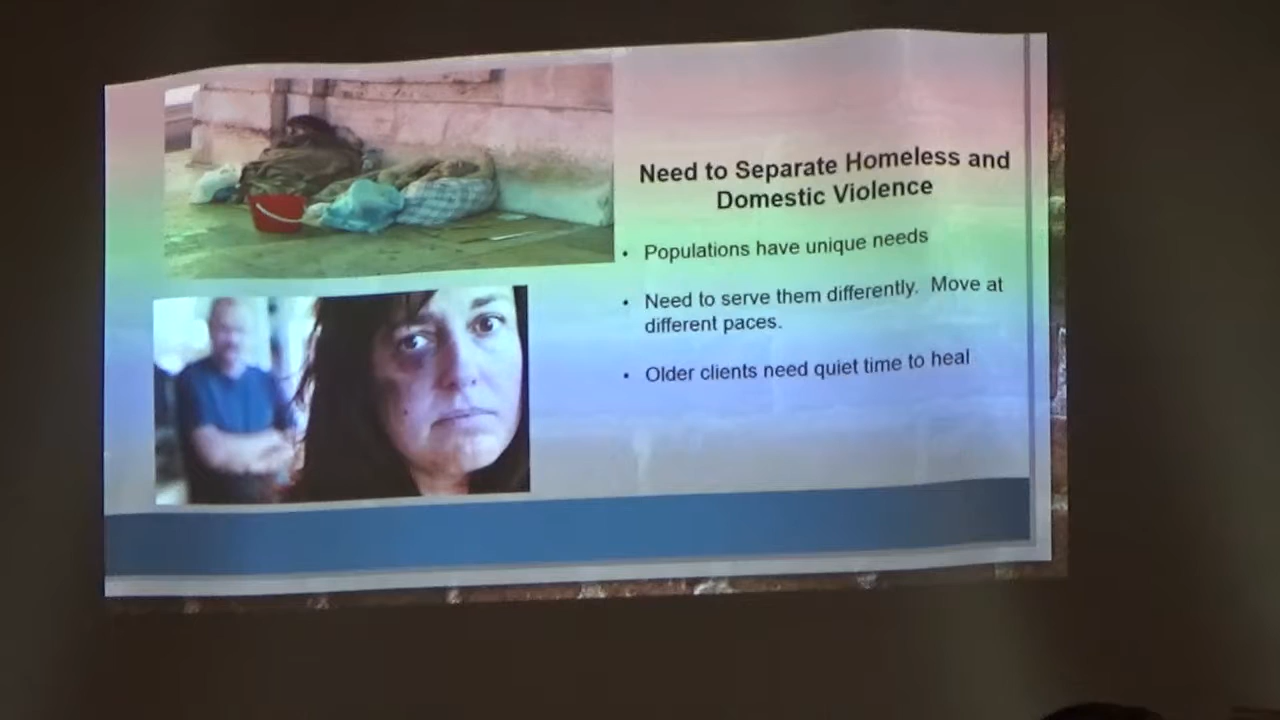 Need to Separate Homeless and
Domestic Violence
• Populations have unique needs
• Need to serve them differently. Move at
different paces.
• Older clients need quiet time to heal